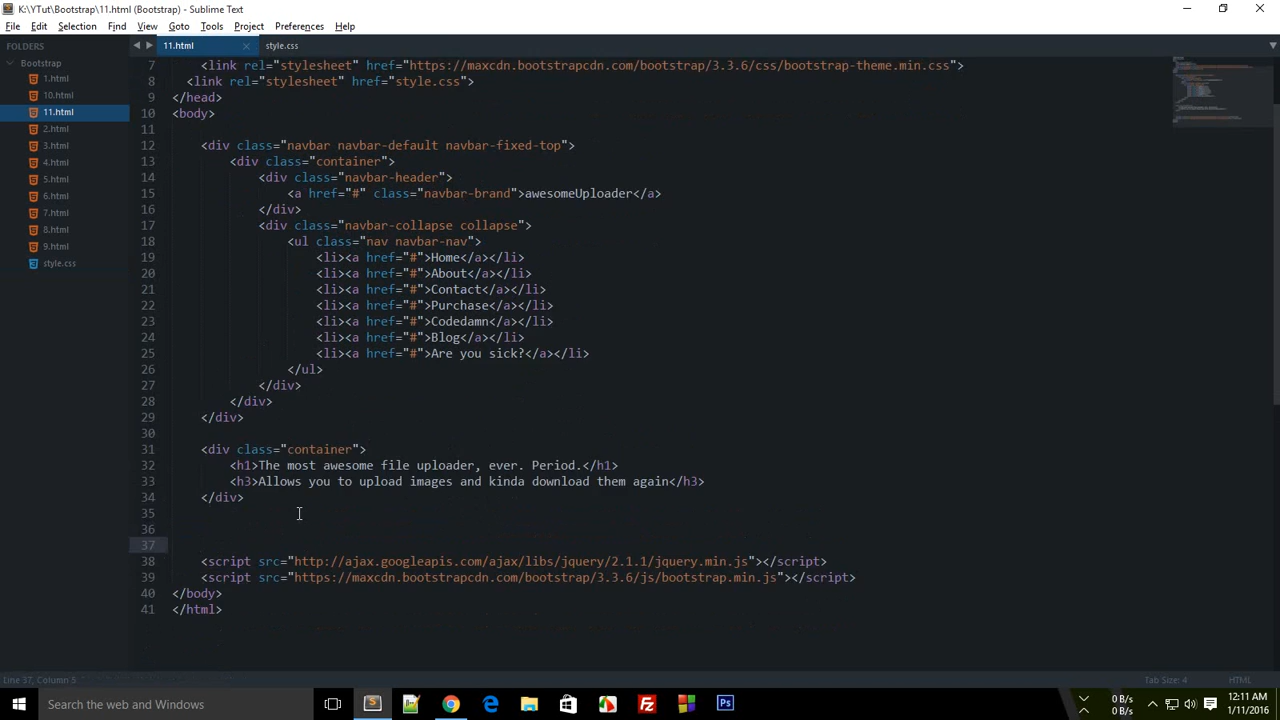 K:\YTut\Bootstrap\11.html (Bootstrap) - Sublime Text
File Edit Selection Find View Goto Tools Project Preferences Help
FOLDERS
Bootstrap
1.html
10.html
11.html
2.html
3.html
4.html
5.html
6.html
7.html
8.html
9.html
style.css
11.html style.css
7 <link rel="stylesheet" href="https://maxcdn.bootstrapcdn.com/bootstrap/3.3.6/css/bootstrap-theme.min.css">
8 <link rel="stylesheet" href="style.css">
9 </head>
10 <body>
11
12 <div class="navbar navbar-default navbar-fixed-top">
13 <div class="container">
14 <div class="navbar-header">
15 <a href="#" class="navbar-brand">awesomeUploader</a>
16 </div>
17 <div class="navbar-collapse collapse">
18 <ul class="nav navbar-nav">
19 <li><a href="#">Home</a></li>
20 <li><a href="#">About</a></li>
21 <li><a href="#">Contact</a></li>
22 <li><a href="#">Purchase</a></li>
23 <li><a href="#">Codedamn</a></li>
24 <li><a href="#">Blog</a></li>
25 <li><a href="#">Are you sick?</a></li>
26 </ul>
27 </div>
28 </div>
29 </div>
30
31 <div class="container">
32 <h1>The most awesome file uploader, ever. Period.</h1>
33 <h3>Allows you to upload images and kinda download them again</h3>
34 </div>
35
36
37
38 <script src="http://ajax.googleapis.com/ajax/libs/jquery/2.1.1/jquery.min.js"></script>
39 <script src="https://maxcdn.bootstrapcdn.com/bootstrap/3.3.6/js/bootstrap.min.js"></script>
40 </body>
41 </html>
Line 37, Column 5 Tab Size: 4 HTML
Search the web and Windows
Ps
0 B/s
0 B/s
12:11 AM
1/11/2016